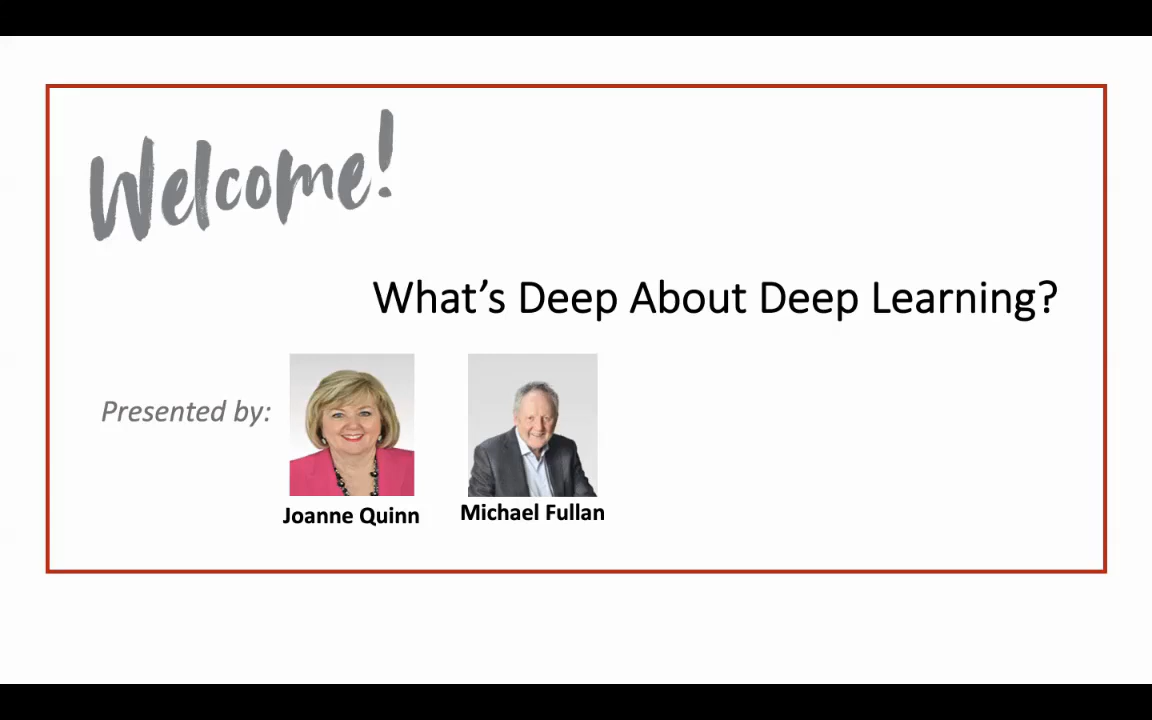 Welcome!
What's Deep About Deep Learning?
Presented by:
Joanne Quinn
Michael Fullan